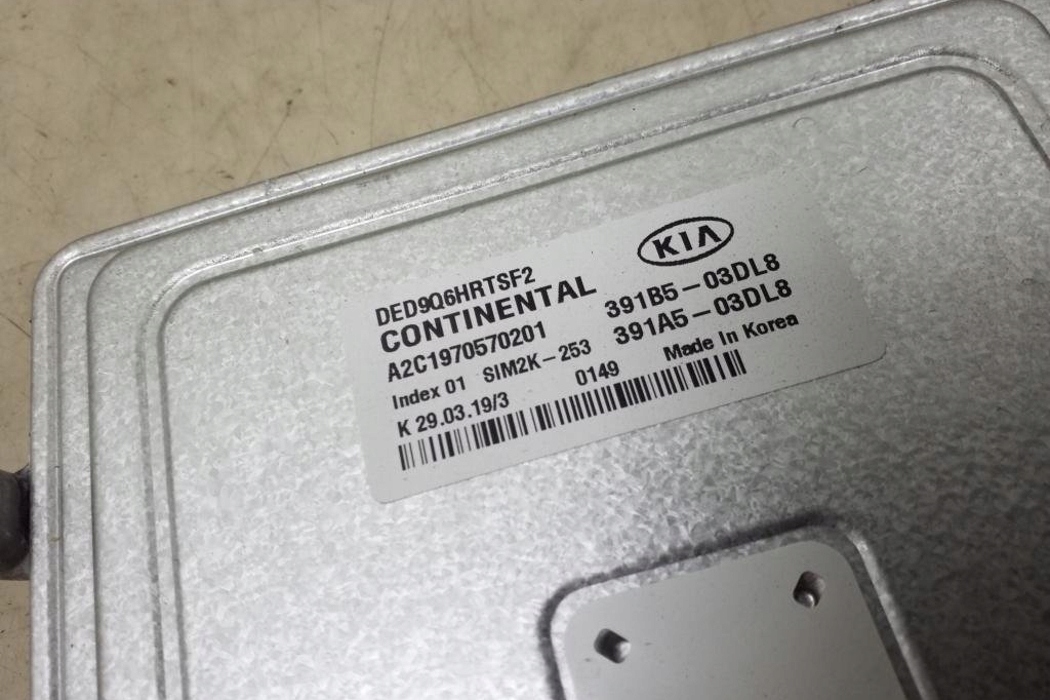 KIA
DED9Q6HRTSF2
CONTINENTAL 391B5-03DL8
A2C1970570201 391A5-03DL8
Index 01 SIM2K-253 Made In Korea
K 29.03.19/3 0149